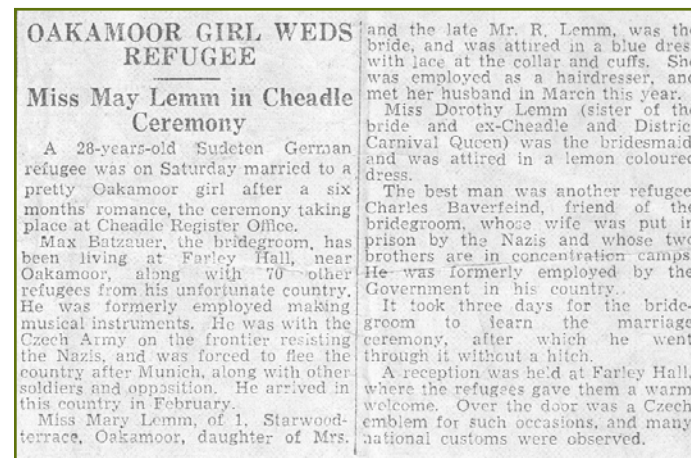 OAKAMOOR GIRL WEDS
REFUGEE
Miss May Lemm in Cheadle
Ceremony
A 28-years-old Sudeten German
refugee was on Saturday married to a
pretty Oakamoor girl after a six
months romance, the ceremony taking
place at Cheadle Register Office.
Max Batzauer, the bridegroom, has
been living at Farley Hall, near
Oakamoor, along with 70 other
refugees from his unfortunate country.
He was formerly employed making
musical instruments. He was with the
Czech Army on the frontier resisting
the Nazis, and was forced to flee the
country after Munich, along with other
soldiers and opposition. He arrived in
this country in February.
Miss Mary Lemm, of 1, Starwood-
terrace, Oakamoor, daughter of Mrs.
and the late Mr. R. Lemm, was the
bride, and was attired in a blue dres
with lace at the collar and cuffs. She
was employed as a hairdresser, and
met her husband in March this year.
Miss Dorothy Lemm (sister of the
bride and ex-Cheadle and Distric
Carnival Queen) was the bridesmaid
and was attired in a lemon coloured
dress.
The best man was another refugee
Charles Baverfeind, friend of the
bridegroom, whose wife was put in
prison by the Nazis and whose two
brothers are in concentration camps.
He was formerly employed by the
Government in his country.
It took three days for the bride-
groom to learn the marriage
ceremony, after which he went
through it without a hitch.
A reception was held at Farley Hall,
where the refugees gave them a warm
welcome. Over the door was a Czech
emblem for such occasions, and many
national customs were observed.